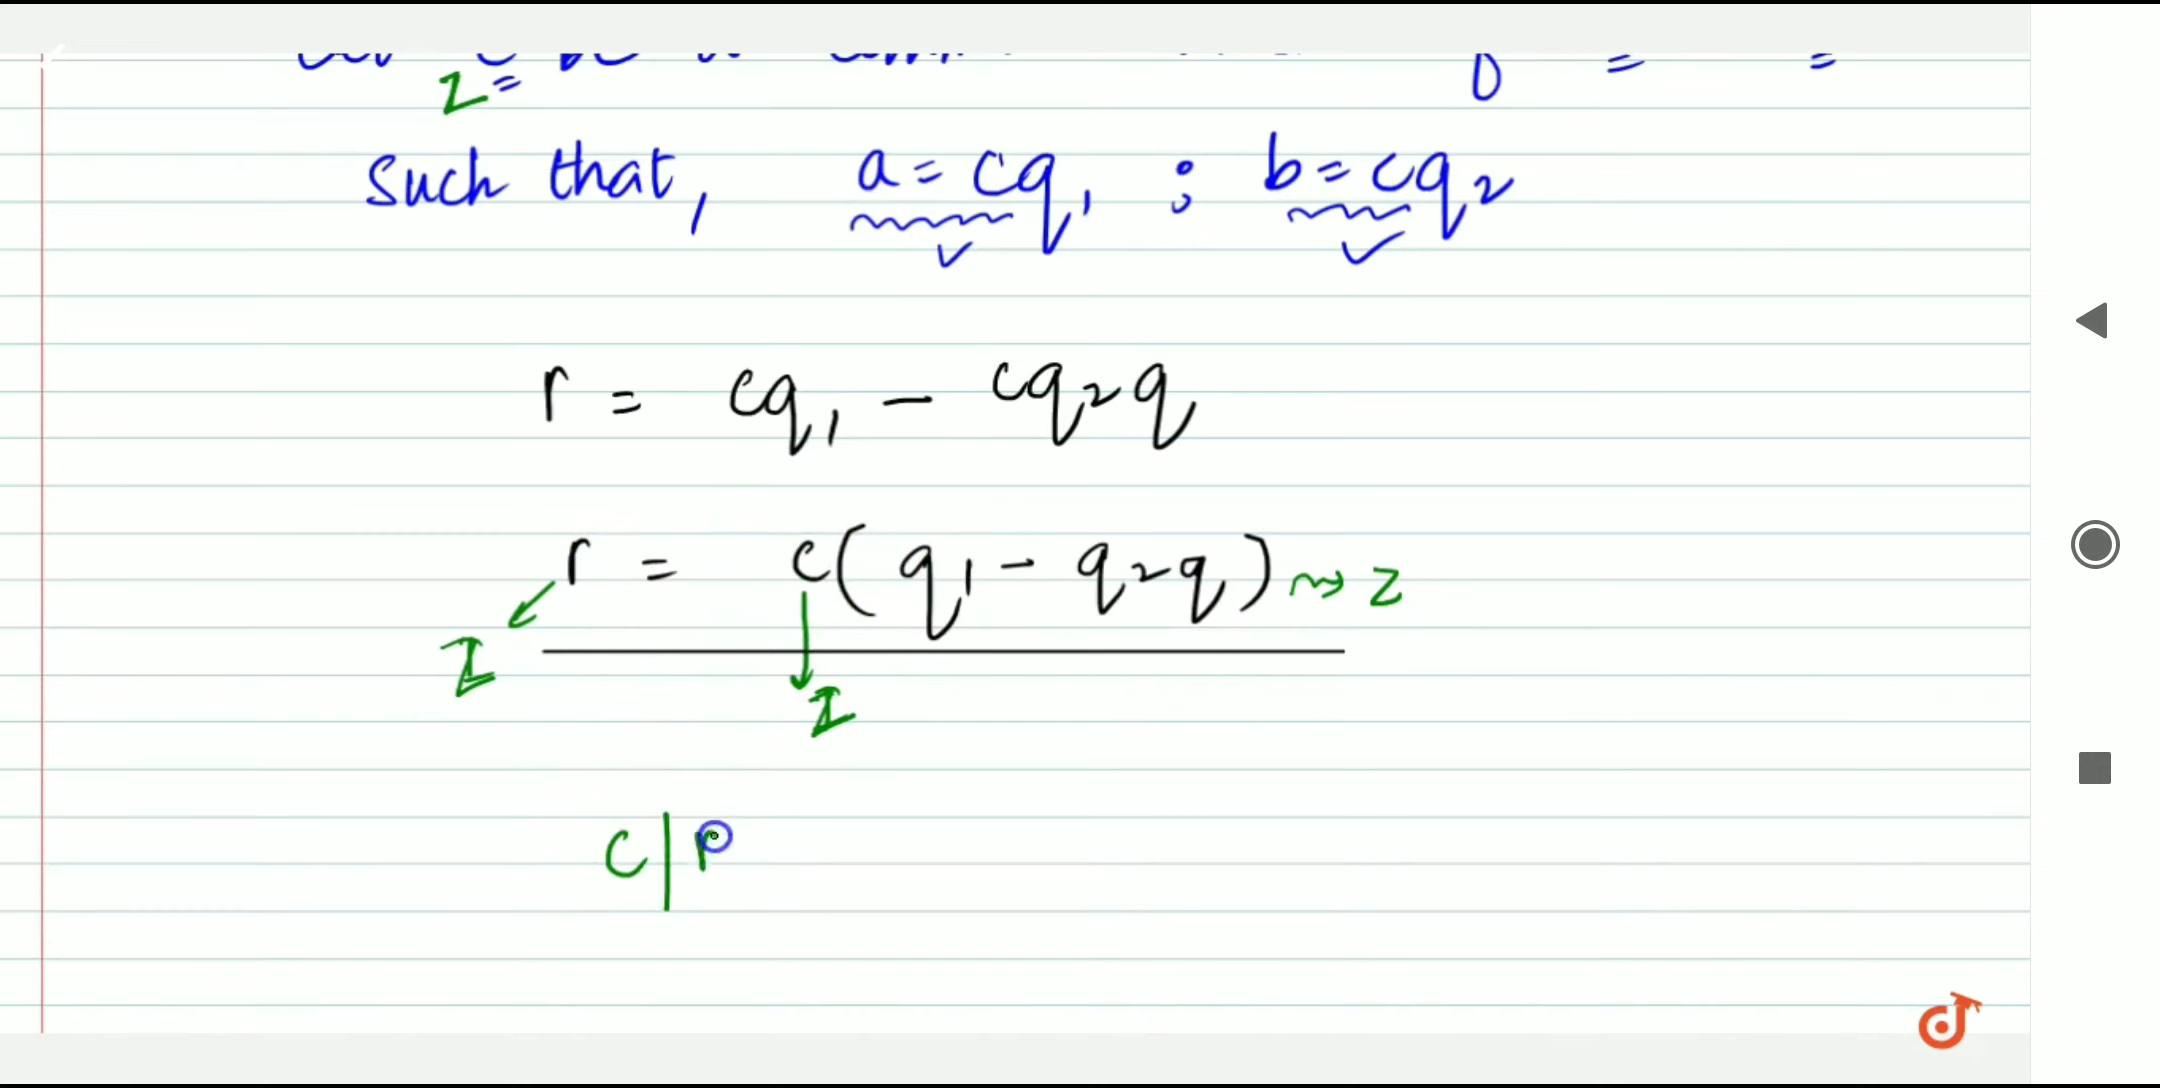 Z
such that, a = cq1 ; b = cq2
r = cq1 - cq2q
r = c(q1 - q2q) ⇝ Z
I
I
c|r